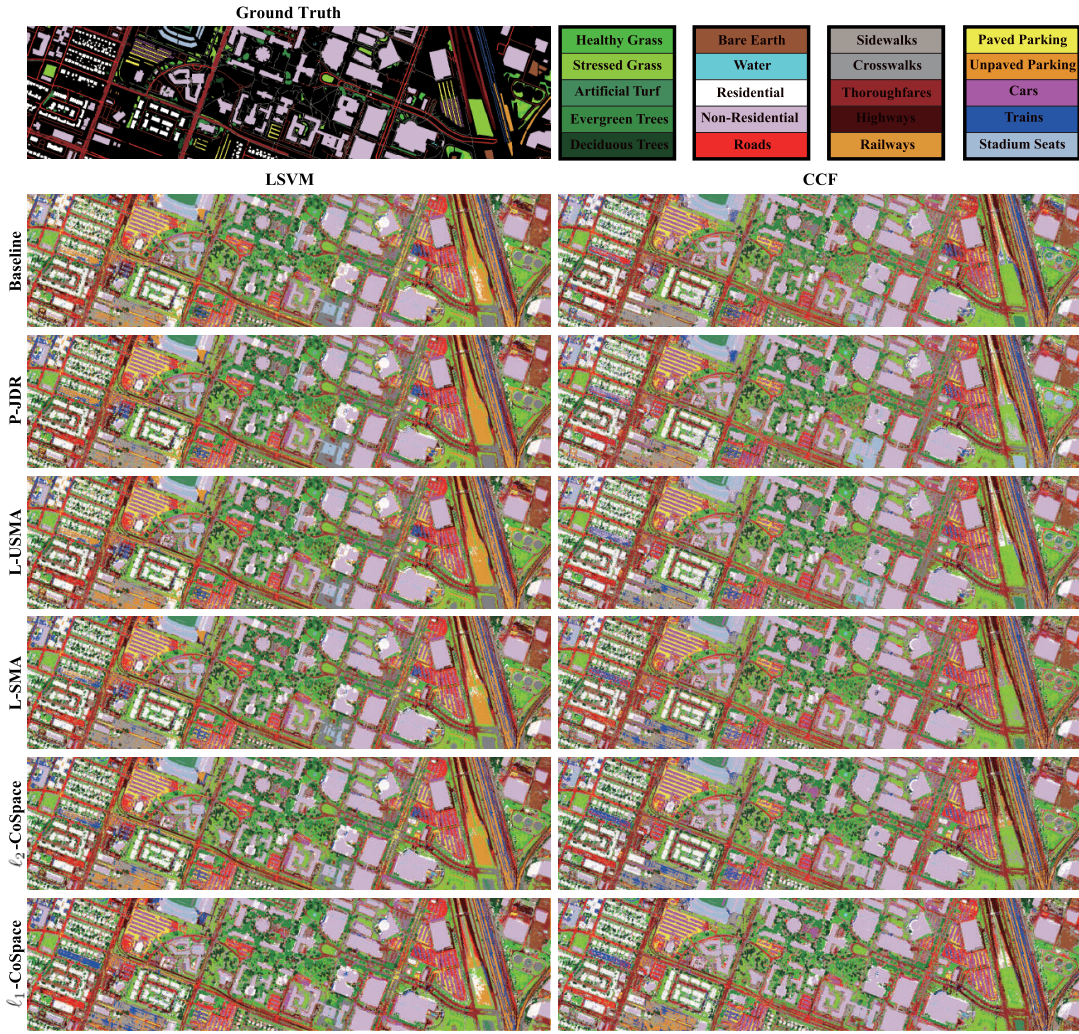 Ground Truth
Healthy Grass
Stressed Grass
Artificial Turf
Evergreen Trees
Deciduous Trees
Bare Earth
Water
Residential
Non-Residential
Roads
Sidewalks
Crosswalks
Thoroughfares
Highways
Railways
Paved Parking
Unpaved Parking
Cars
Trains
Stadium Seats
LSVM
CCF
Baseline
P-JDR
L-USMA
L-SMA
ℓ₂-CoSpace
ℓ₁-CoSpace